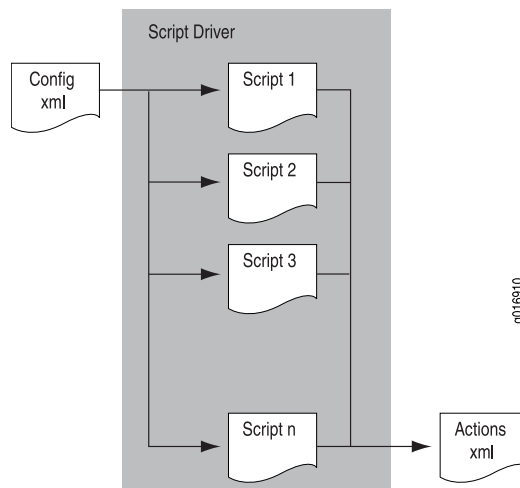 Script Driver
Config
xml
Script 1
Script 2
Script 3
Script n
Actions
xml
g016910